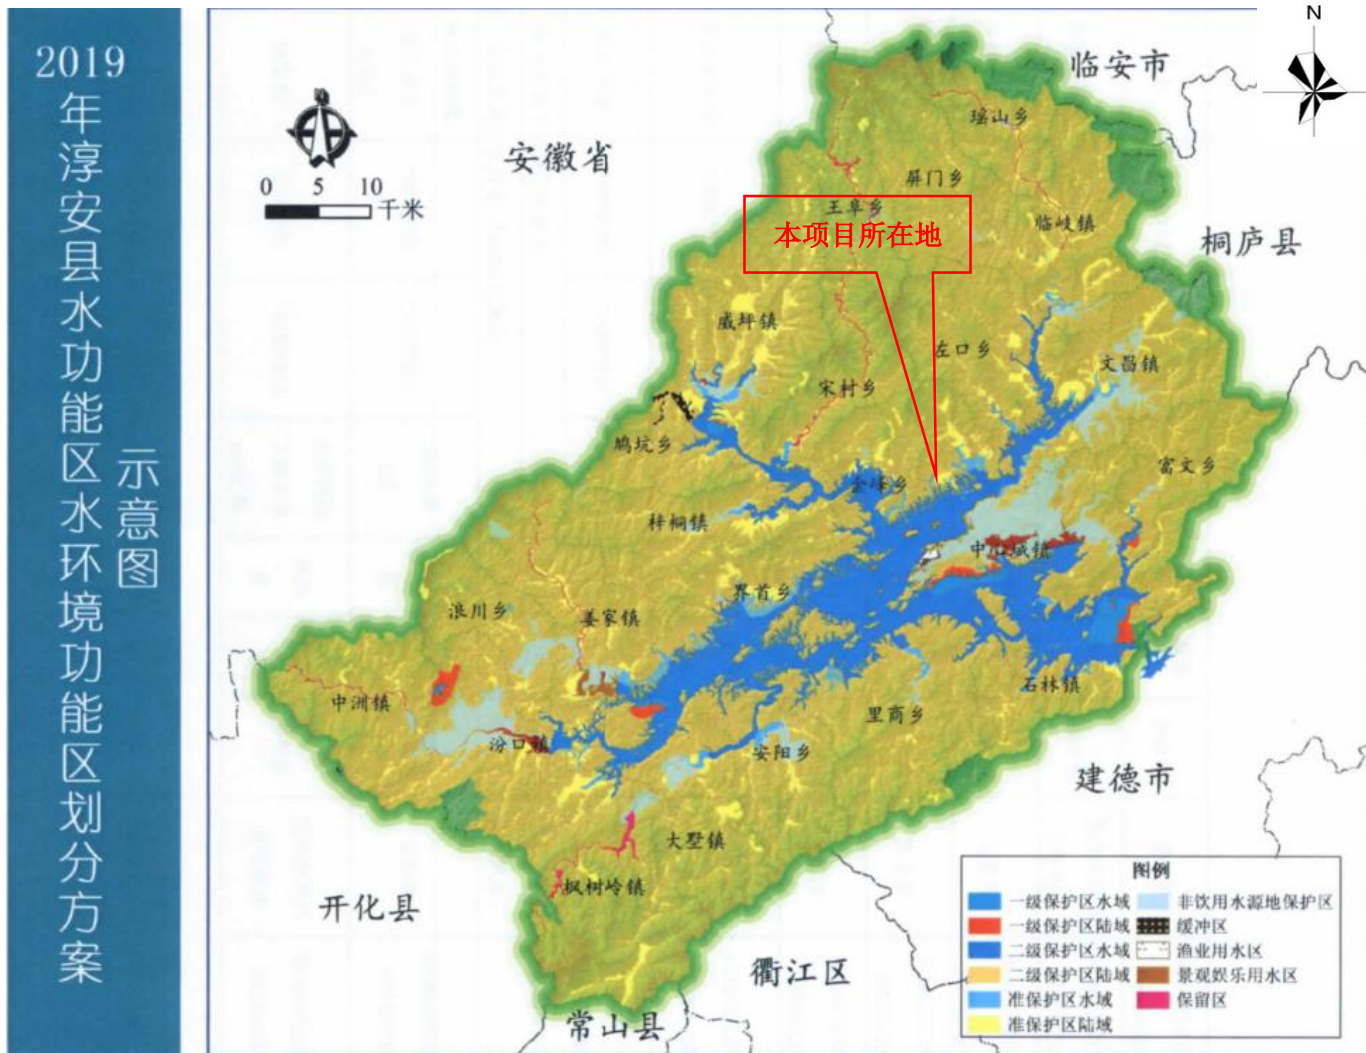 2019年淳安县水功能区水环境功能区划分方案
示意图
N
临安市
安徽省
瑶山乡
屏门乡
王阜乡
本项目所在地
临岐镇
桐庐县
0 5 10 千米
威坪镇
左口乡
文昌镇
宋村乡
鸠坑乡
金峰乡
富文乡
梓桐镇
中心城镇
界首乡
浪川乡
姜家镇
中洲镇
石林镇
里商乡
汾口镇
安阳乡
建德市
大墅镇
枫树岭镇
开化县
衢江区
常山县
图例
一级保护区水域
一级保护区陆域
二级保护区水域
二级保护区陆域
准保护区水域
准保护区陆域
非饮用水源地保护区
缓冲区
渔业用水区
景观娱乐用水区
保留区